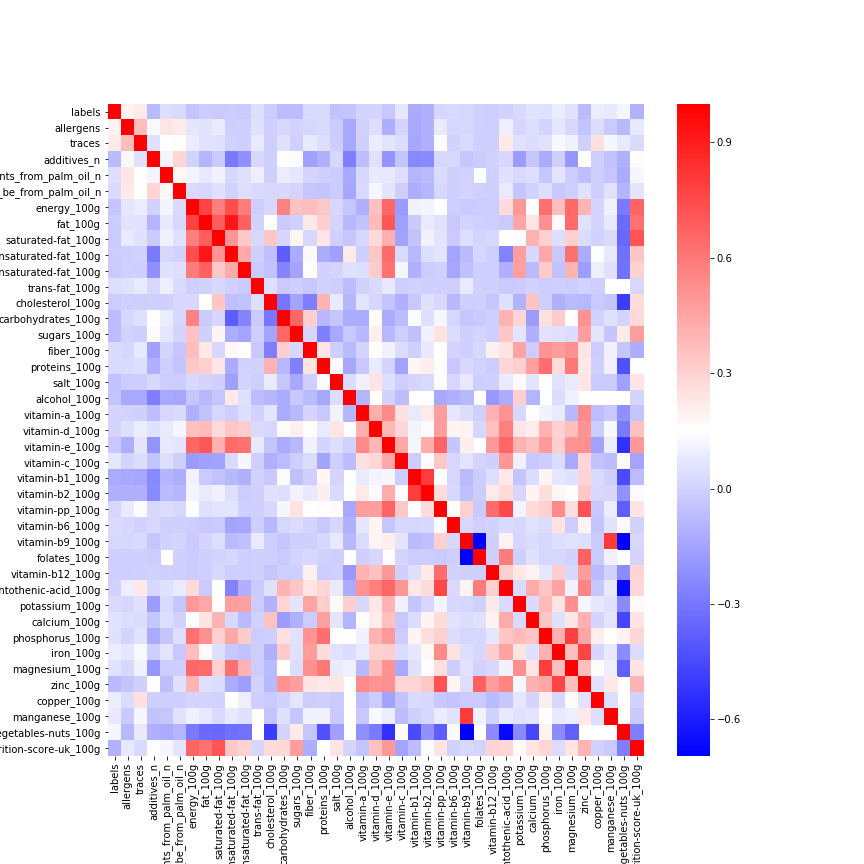 labels
allergens
traces
additives_n
nts_from_palm_oil_n
_be_from_palm_oil_n
energy_100g
fat_100g
saturated-fat_100g
nsaturated-fat_100g
nsaturated-fat_100g
trans-fat_100g
cholesterol_100g
carbohydrates_100g
sugars_100g
fiber_100g
proteins_100g
salt_100g
alcohol_100g
vitamin-a_100g
vitamin-d_100g
vitamin-e_100g
vitamin-c_100g
vitamin-b1_100g
vitamin-b2_100g
vitamin-pp_100g
vitamin-b6_100g
vitamin-b9_100g
folates_100g
vitamin-b12_100g
ntothenic-acid_100g
potassium_100g
calcium_100g
phosphorus_100g
iron_100g
magnesium_100g
zinc_100g
copper_100g
manganese_100g
egetables-nuts_100g
rition-score-uk_100g
labels
allergens
traces
additives_n
nts_from_palm_oil_n
_be_from_palm_oil_n
energy_100g
fat_100g
saturated-fat_100g
nsaturated-fat_100g
nsaturated-fat_100g
trans-fat_100g
cholesterol_100g
carbohydrates_100g
sugars_100g
fiber_100g
proteins_100g
salt_100g
alcohol_100g
vitamin-a_100g
vitamin-d_100g
vitamin-e_100g
vitamin-c_100g
vitamin-b1_100g
vitamin-b2_100g
vitamin-pp_100g
vitamin-b6_100g
vitamin-b9_100g
folates_100g
vitamin-b12_100g
ntothenic-acid_100g
potassium_100g
calcium_100g
phosphorus_100g
iron_100g
magnesium_100g
zinc_100g
copper_100g
manganese_100g
egetables-nuts_100g
rition-score-uk_100g
0.9
0.6
0.3
0.0
−0.3
−0.6